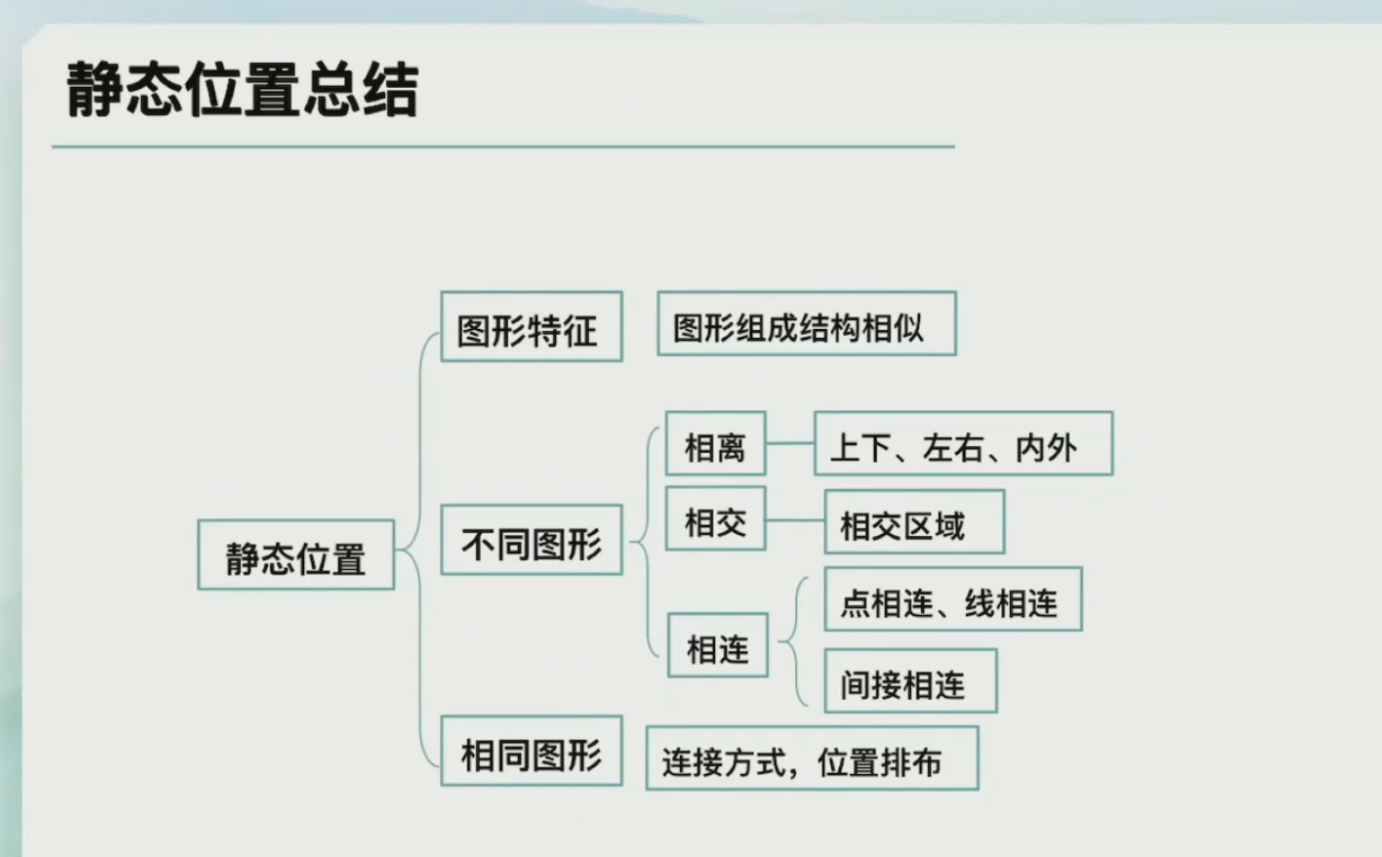 静态位置总结
图形特征
图形组成结构相似
相离
上下、左右、内外
相交
相交区域
不同图形
静态位置
点相连、线相连
相连
间接相连
相同图形
连接方式，位置排布